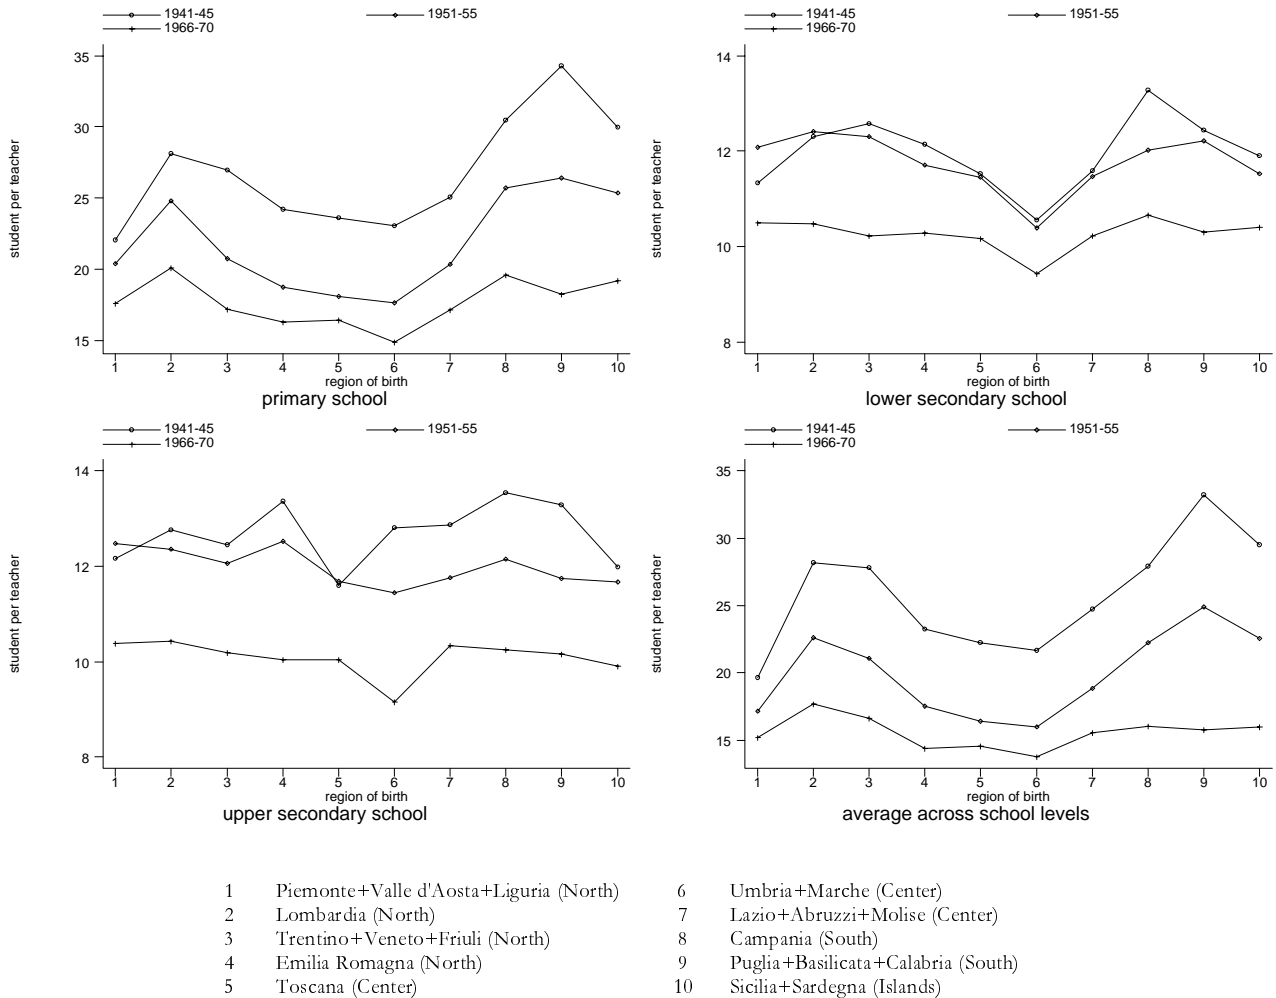 1941-45 1951-55
1966-70
35
30
25
20
15
student per teacher
1 2 3 4 5 6 7 8 9 10
region of birth
primary school
1941-45 1951-55
1966-70
14
12
10
8
student per teacher
1 2 3 4 5 6 7 8 9 10
region of birth
lower secondary school
1941-45 1951-55
1966-70
14
12
10
8
student per teacher
1 2 3 4 5 6 7 8 9 10
region of birth
upper secondary school
1941-45 1951-55
1966-70
35
30
25
20
15
student per teacher
1 2 3 4 5 6 7 8 9 10
region of birth
average across school levels
1 Piemonte+Valle d'Aosta+Liguria (North)
2 Lombardia (North)
3 Trentino+Veneto+Friuli (North)
4 Emilia Romagna (North)
5 Toscana (Center)
6 Umbria+Marche (Center)
7 Lazio+Abruzzi+Molise (Center)
8 Campania (South)
9 Puglia+Basilicata+Calabria (South)
10 Sicilia+Sardegna (Islands)